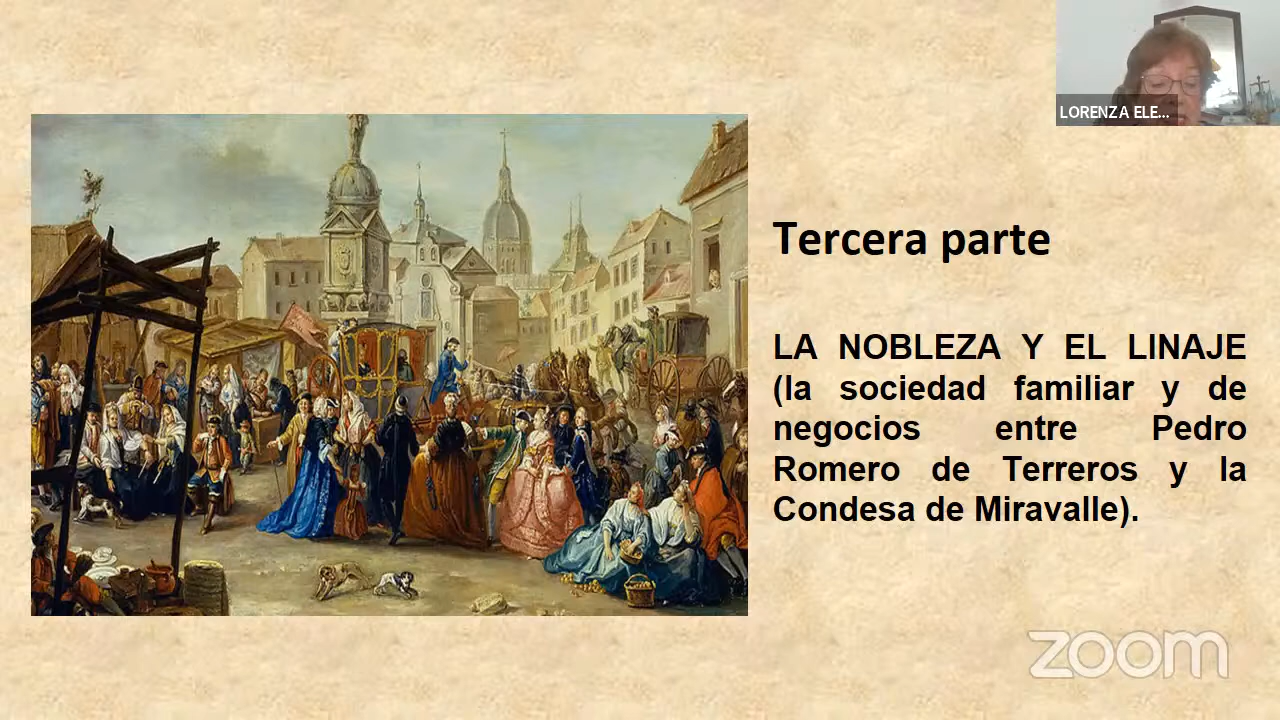 LORENZA ELE...
Tercera parte
LA NOBLEZA Y EL LINAJE
(la sociedad familiar y de
negocios entre Pedro
Romero de Terreros y la
Condesa de Miravalle).
zoom